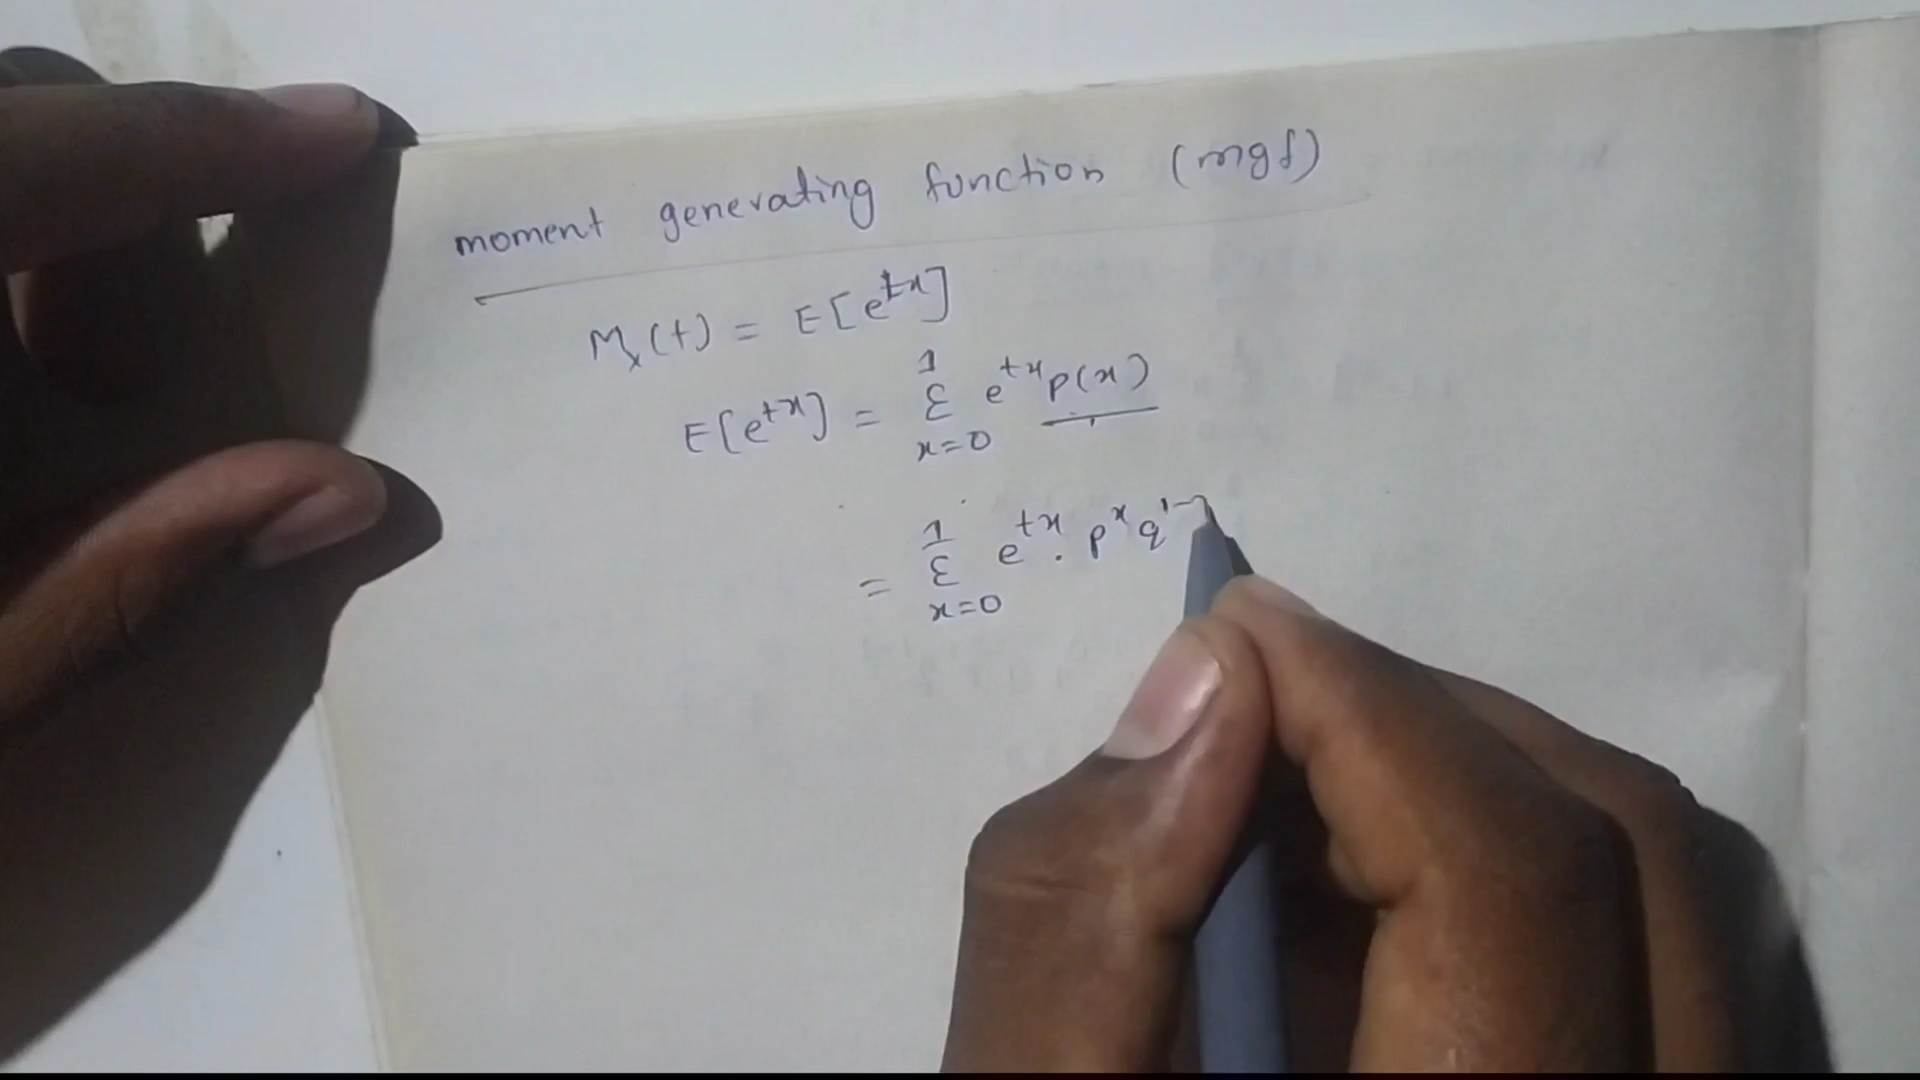 moment generating function (mgf)
Mx(t) = E[e^tx]
E[e^tx] = Σ_{x=0}^{1} e^tx p(x)
= Σ_{x=0}^{1} e^tx . p^x q^1-